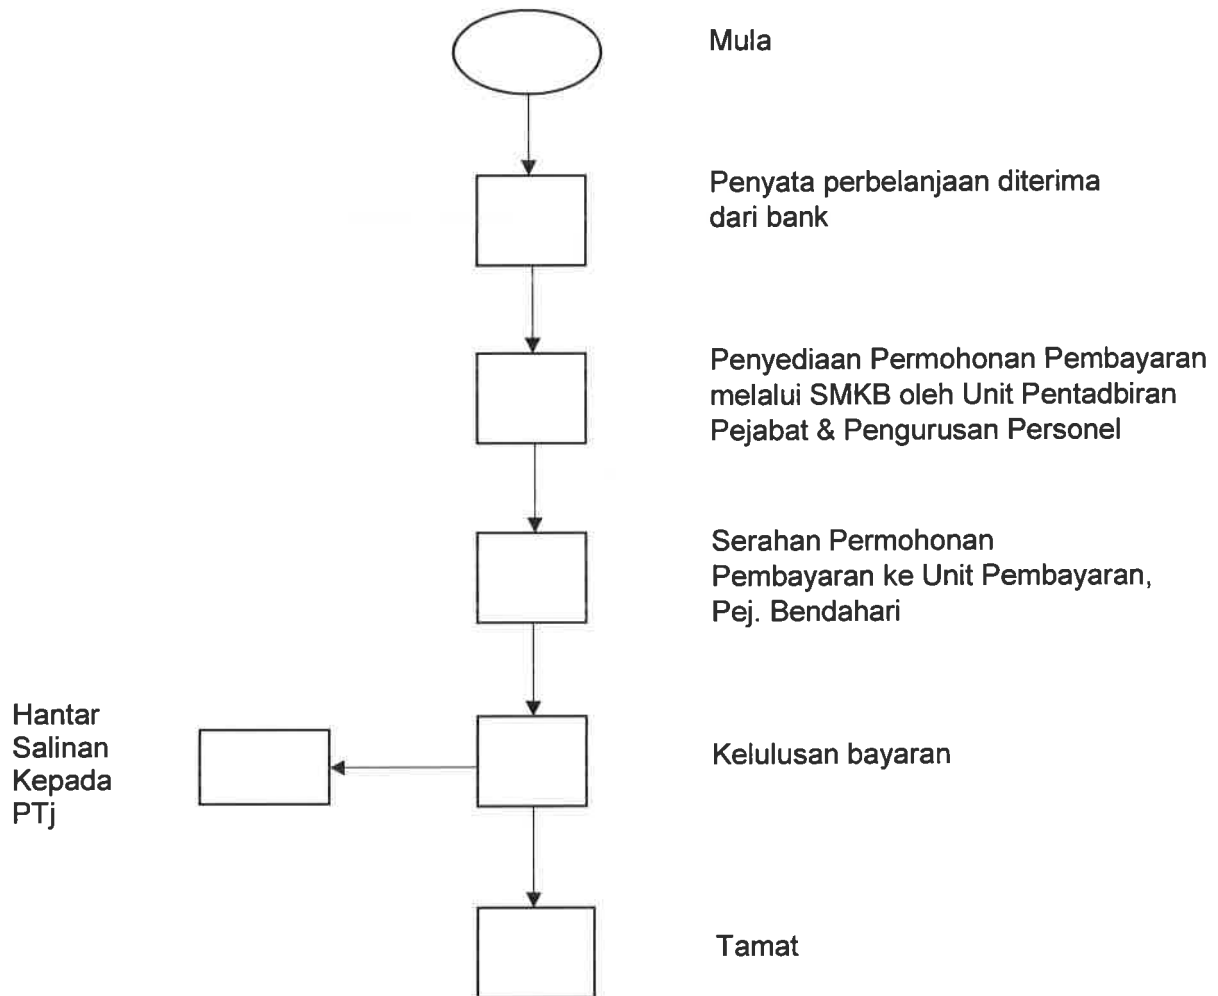 Mula
Penyata perbelanjaan diterima
dari bank
Penyediaan Permohonan Pembayaran
melalui SMKB oleh Unit Pentadbiran
Pejabat & Pengurusan Personel
Serahan Permohonan
Pembayaran ke Unit Pembayaran,
Pej. Bendahari
Hantar
Salinan
Kepada
PTj
Kelulusan bayaran
Tamat